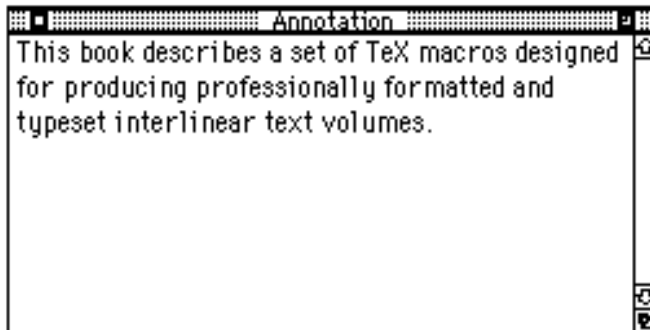 Annotation
This book describes a set of TeX macros designed
for producing professionally formatted and
typeset interlinear text volumes.